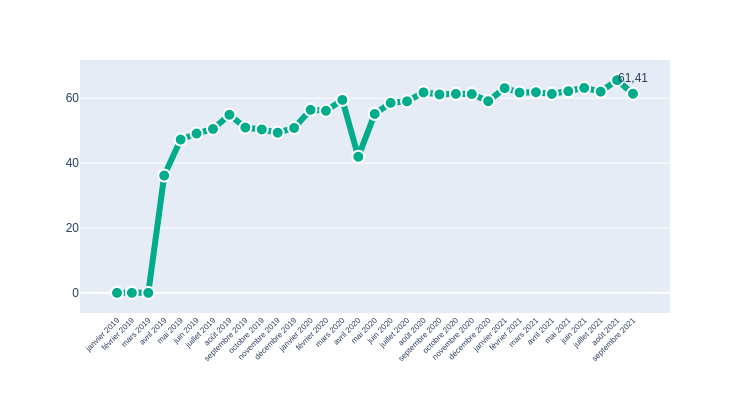 61,41
60
40
20
0
janvier 2019
février 2019
mars 2019
avril 2019
mai 2019
juin 2019
juillet 2019
août 2019
septembre 2019
octobre 2019
novembre 2019
décembre 2019
janvier 2020
février 2020
mars 2020
avril 2020
mai 2020
juin 2020
juillet 2020
août 2020
septembre 2020
octobre 2020
novembre 2020
décembre 2020
janvier 2021
février 2021
mars 2021
avril 2021
mai 2021
juin 2021
juillet 2021
août 2021
septembre 2021